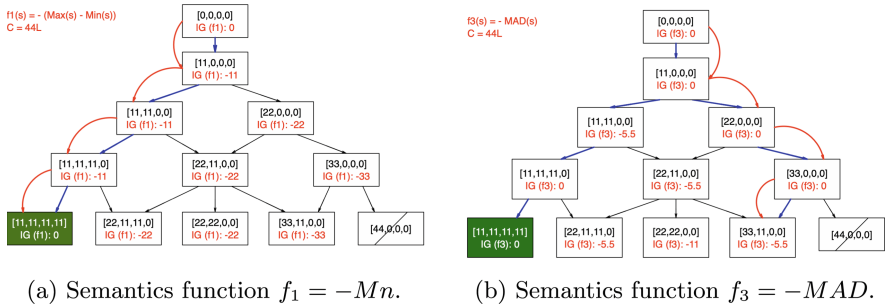 f1(s) = - (Max(s) - Min(s))
C = 44L
[0,0,0,0]
IG (f1): 0
[11,0,0,0]
IG (f1): -11
[11,11,0,0]
IG (f1): -11
[22,0,0,0]
IG (f1): -22
[11,11,11,0]
IG (f1): -11
[22,11,0,0]
IG (f1): -22
[33,0,0,0]
IG (f1): -33
[11,11,11,11]
IG (f1): 0
[22,11,11,0]
IG (f1): -22
[22,22,0,0]
IG (f1): -22
[33,11,0,0]
IG (f1): -33
[44,0,0,0]
(a) Semantics function f₁ = −Mn.
f3(s) = - MAD(s)
C = 44L
[0,0,0,0]
IG (f3): 0
[11,0,0,0]
IG (f3): 0
[11,11,0,0]
IG (f3): -5.5
[22,0,0,0]
IG (f3): 0
[11,11,11,0]
IG (f3): 0
[22,11,0,0]
IG (f3): -5.5
[33,0,0,0]
IG (f3): 0
[11,11,11,11]
IG (f3): 0
[22,11,11,0]
IG (f3): -5.5
[22,22,0,0]
IG (f3): -11
[33,11,0,0]
IG (f3): -5.5
[44,0,0,0]
(b) Semantics function f₃ = −MAD.